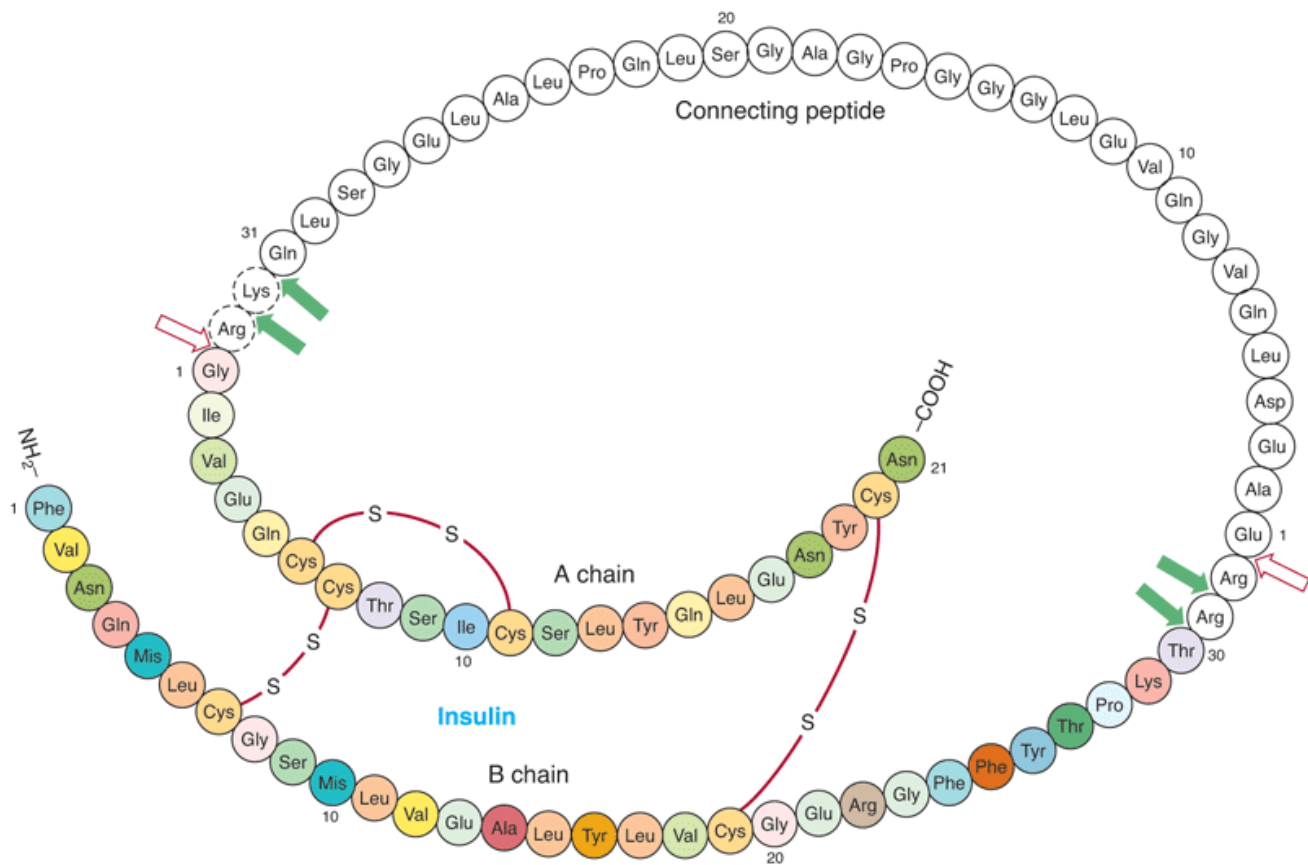 20
Gln Leu Ser Gly Glu Leu Ala Leu Pro Gln Leu Ser Gly Ala Gly Pro Gly Gly Gly Leu Glu Val Gln Gly Val Gln Leu Asp Glu Ala Glu
Connecting peptide
10
31
Lys
Arg
1
Gly Ile Val Glu Gln Cys Cys Thr Ser Ile Cys Ser Leu Tyr Gln Leu Glu Asn Tyr Cys Asn
–COOH
21
S
S
A chain
10
S
S
S
S
1
Arg
Arg
NH₂–
1
Phe Val Asn Gln Mis Leu Cys Gly Ser Mis Leu Val Glu Ala Leu Tyr Leu Val Cys Gly Glu Arg Gly Phe Phe Tyr Thr Pro Lys Thr
30
Insulin
B chain
10
20